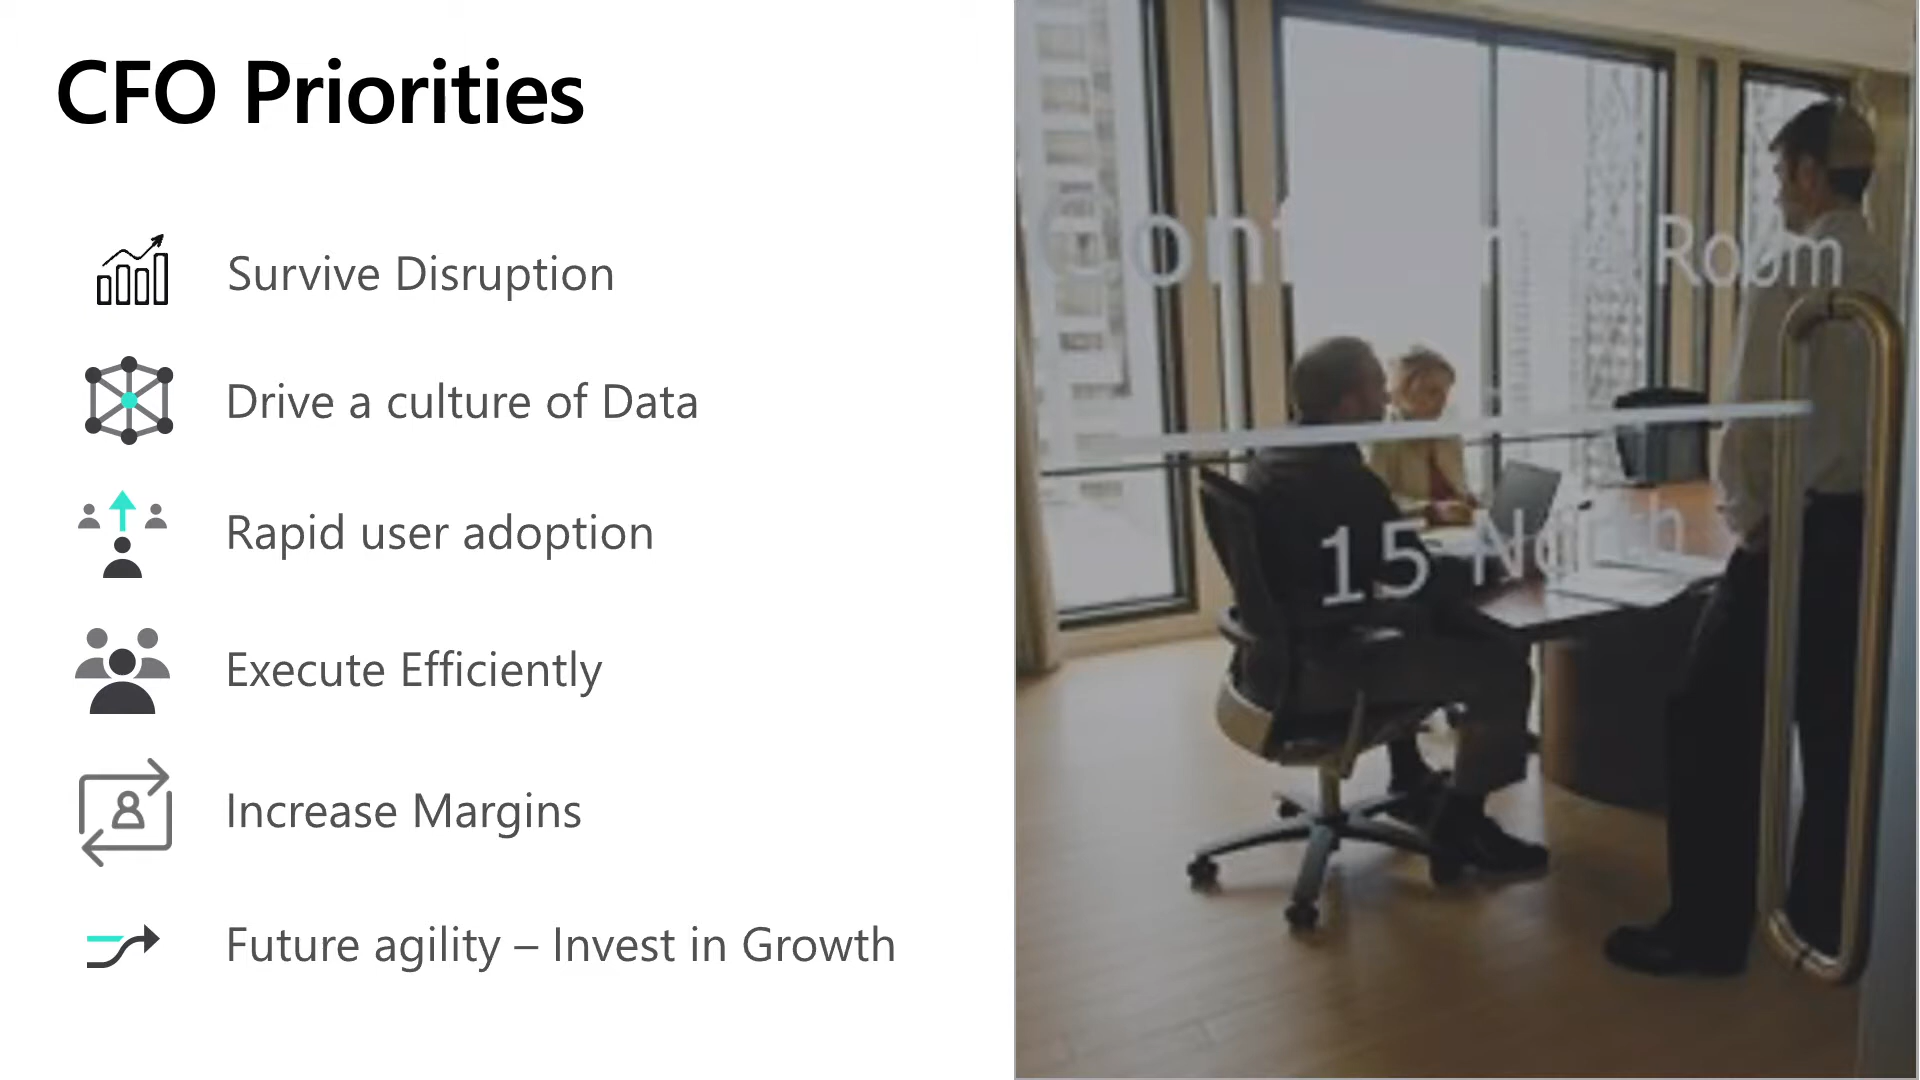 CFO Priorities
Survive Disruption
Drive a culture of Data
Rapid user adoption
Execute Efficiently
Increase Margins
Future agility – Invest in Growth
Room
15 North